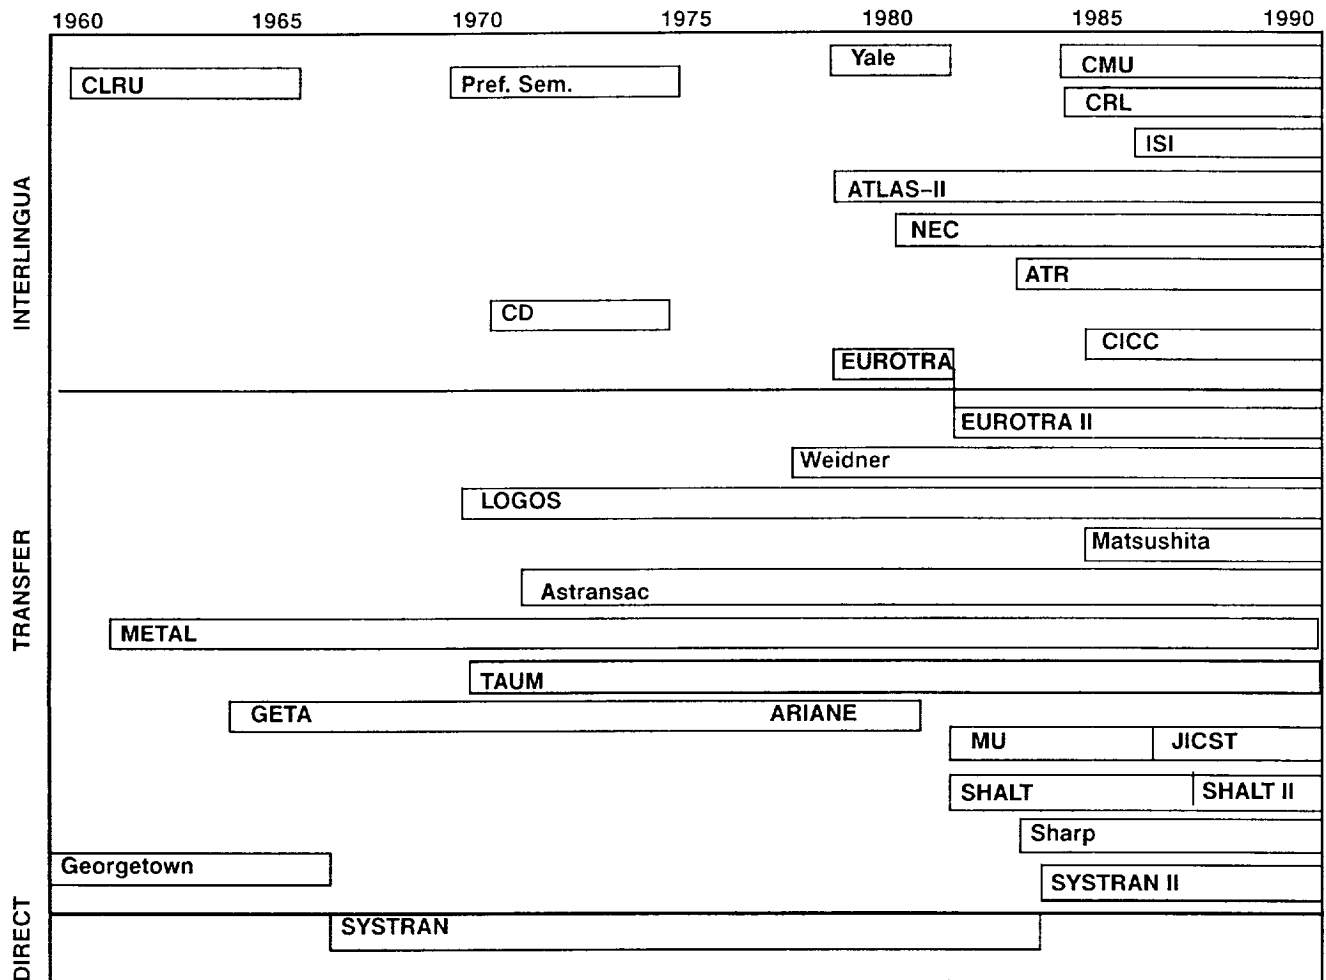 1960 1965 1970 1975 1980 1985 1990
Yale
CMU
CLRU
Pref. Sem.
CRL
ISI
ATLAS-II
NEC
INTERLINGUA
ATR
CD
CICC
EUROTRA
EUROTRA II
Weidner
LOGOS
Matsushita
Astransac
TRANSFER
METAL
TAUM
GETA ARIANE
MU JICST
SHALT SHALT II
Sharp
Georgetown
SYSTRAN II
DIRECT
SYSTRAN